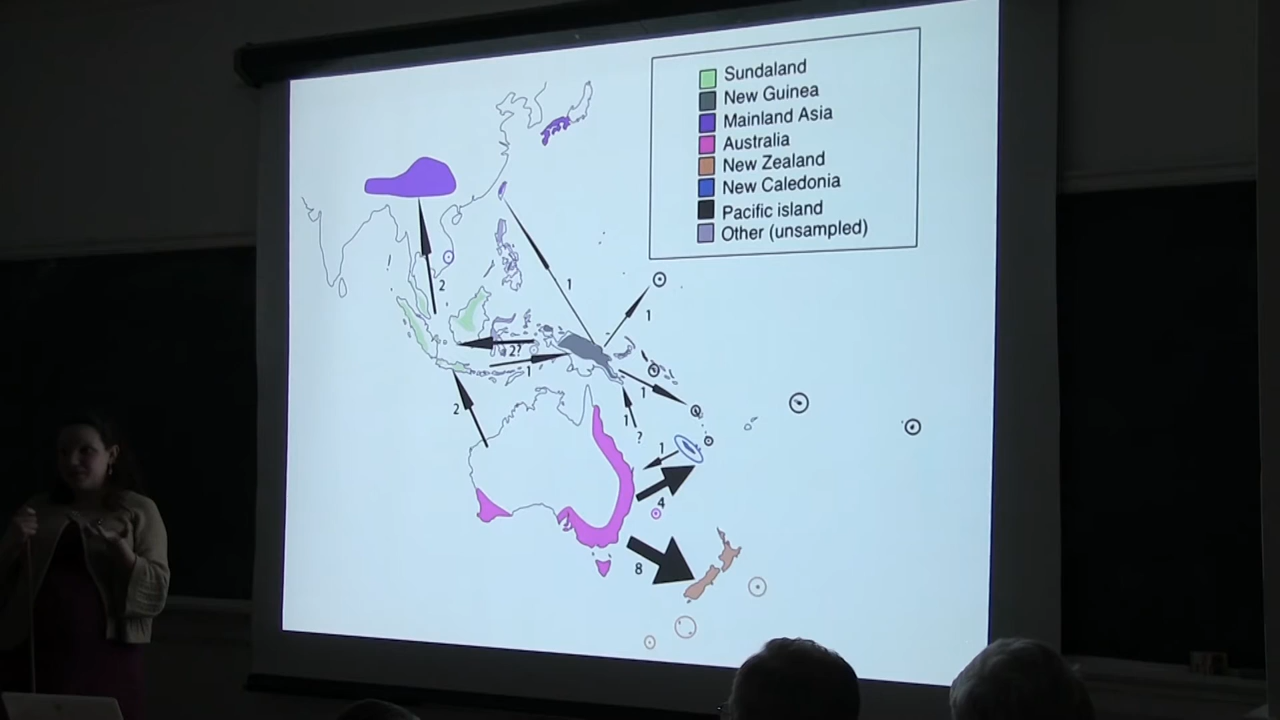 Sundaland
New Guinea
Mainland Asia
Australia
New Zealand
New Caledonia
Pacific island
Other (unsampled)
2
1
1
2?
1
1
2
1
?
1
4
8